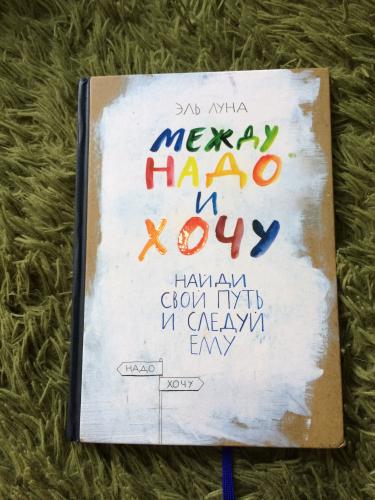 ЭЛЬ ЛУНА
МЕЖДУ
НАДО
И
ХОЧУ
НАЙДИ
СВОЙ ПУТЬ
И СЛЕДУЙ
ЕМУ
НАДО
ХОЧУ